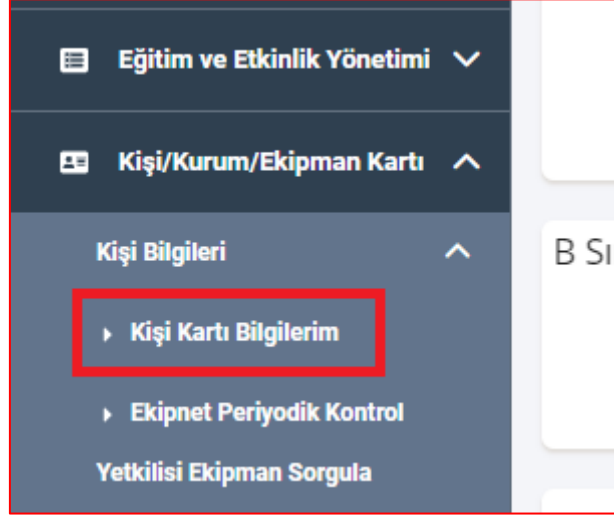 Eğitim ve Etkinlik Yönetimi
Kişi/Kurum/Ekipman Kartı
Kişi Bilgileri
B Sı
Kişi Kartı Bilgilerim
Ekipnet Periyodik Kontrol
Yetkilisi Ekipman Sorgula